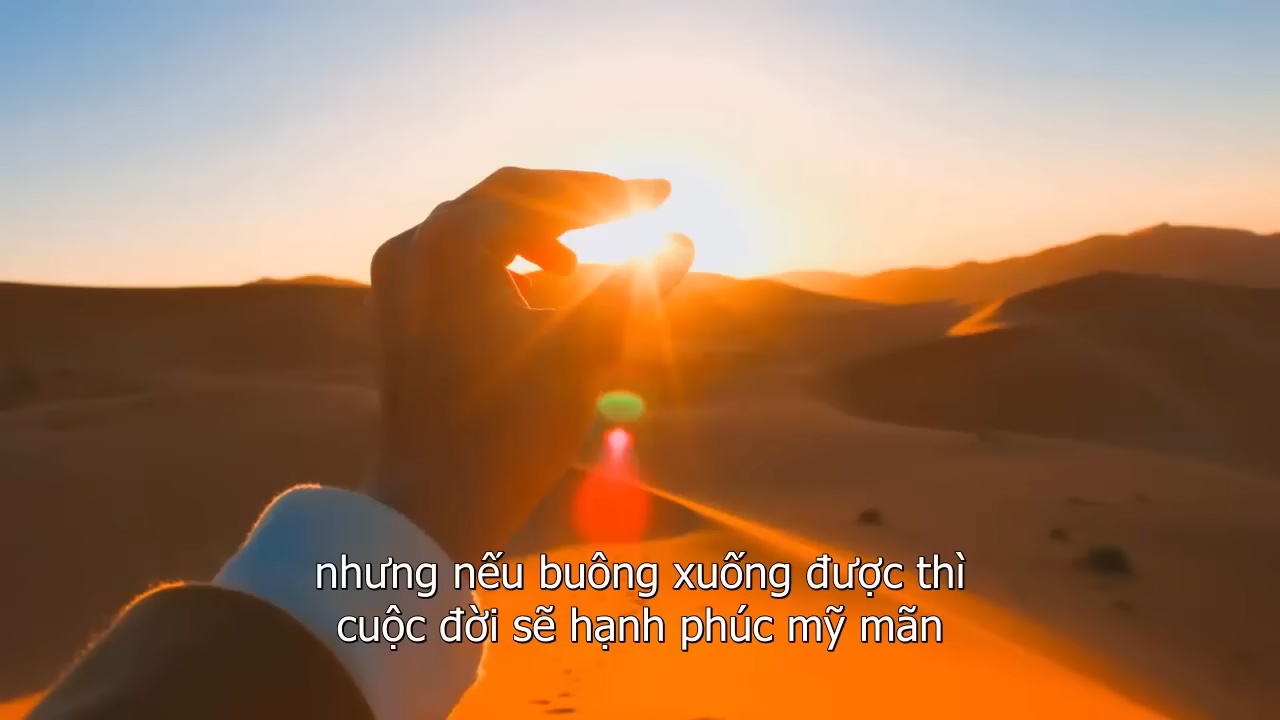 nhưng nếu buông xuống được thì
cuộc đời sẽ hạnh phúc mỹ mãn